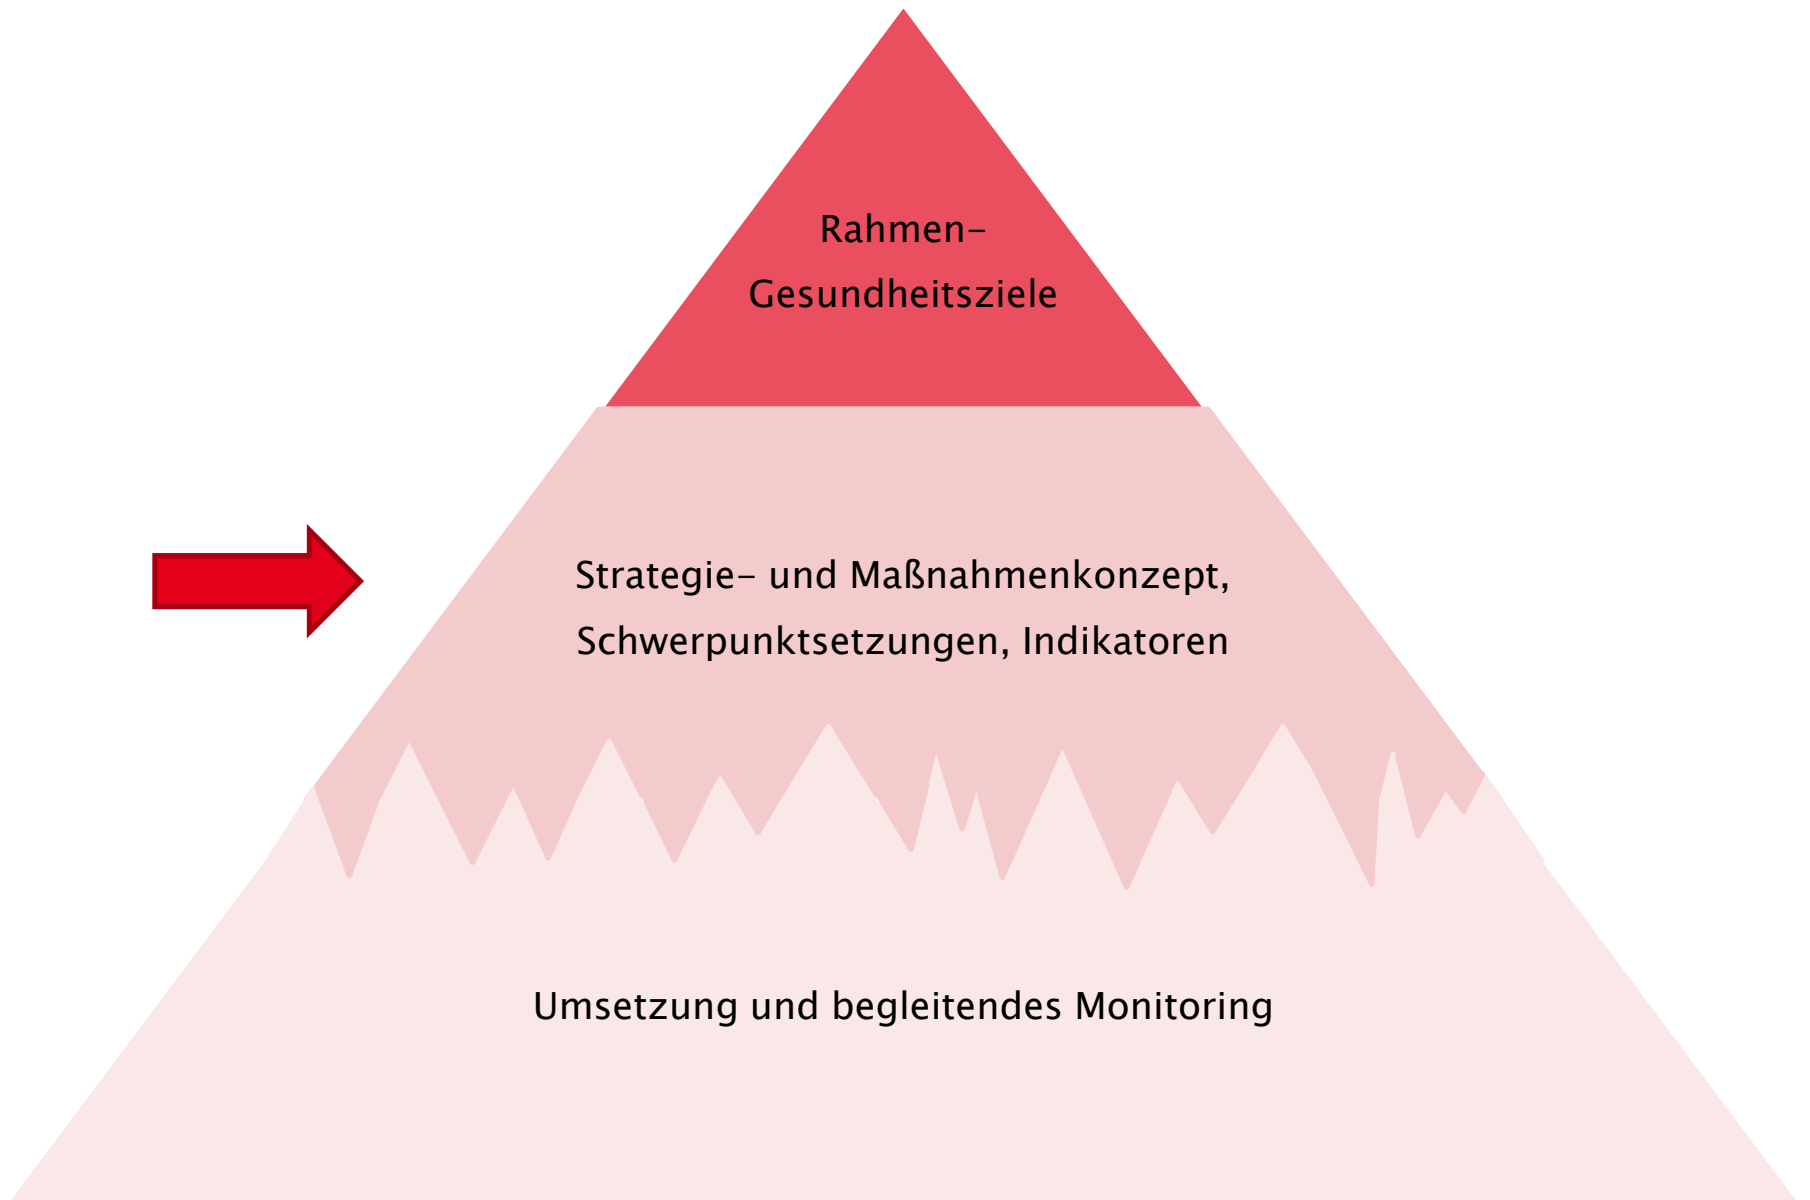 Rahmen-
Gesundheitsziele
Strategie- und Maßnahmenkonzept,
Schwerpunktsetzungen, Indikatoren
Umsetzung und begleitendes Monitoring